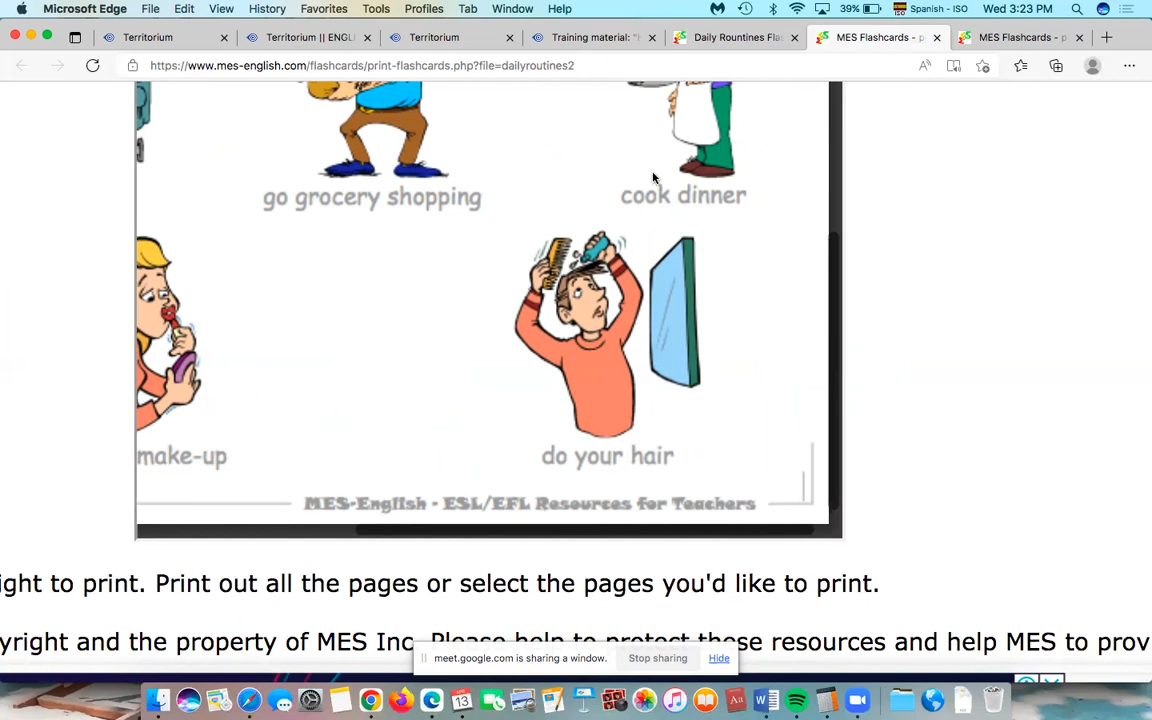 Microsoft Edge File Edit View History Favorites Tools Profiles Tab Window Help 39% Spanish - ISO Wed 3:23 PM
Territorium Territorium || ENGL Territorium Training material: "H Daily Rountines Flas MES Flashcards - p MES Flashcards - p
https://www.mes-english.com/flashcards/print-flashcards.php?file=dailyroutines2
go grocery shopping cook dinner
make-up do your hair
MES-English - ESL/EFL Resources for Teachers
ight to print. Print out all the pages or select the pages you'd like to print.
yright and the property of MES Inc. Please help to protect these resources and help MES to prov
meet.google.com is sharing a window. Stop sharing Hide
13
Aa